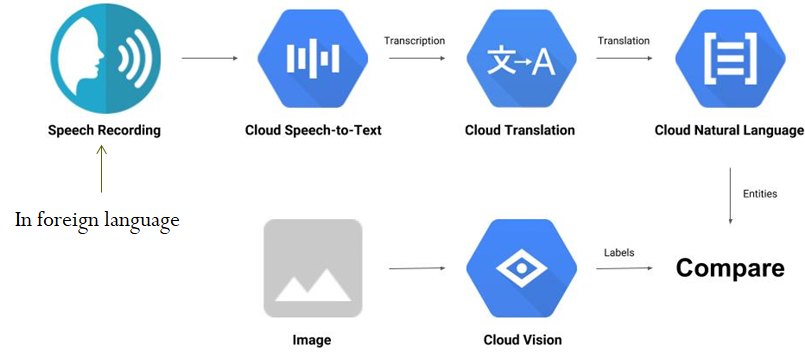 Transcription
Translation
文→A
Speech Recording
Cloud Speech-to-Text
Cloud Translation
Cloud Natural Language
In foreign language
Entities
Labels
Compare
Image
Cloud Vision